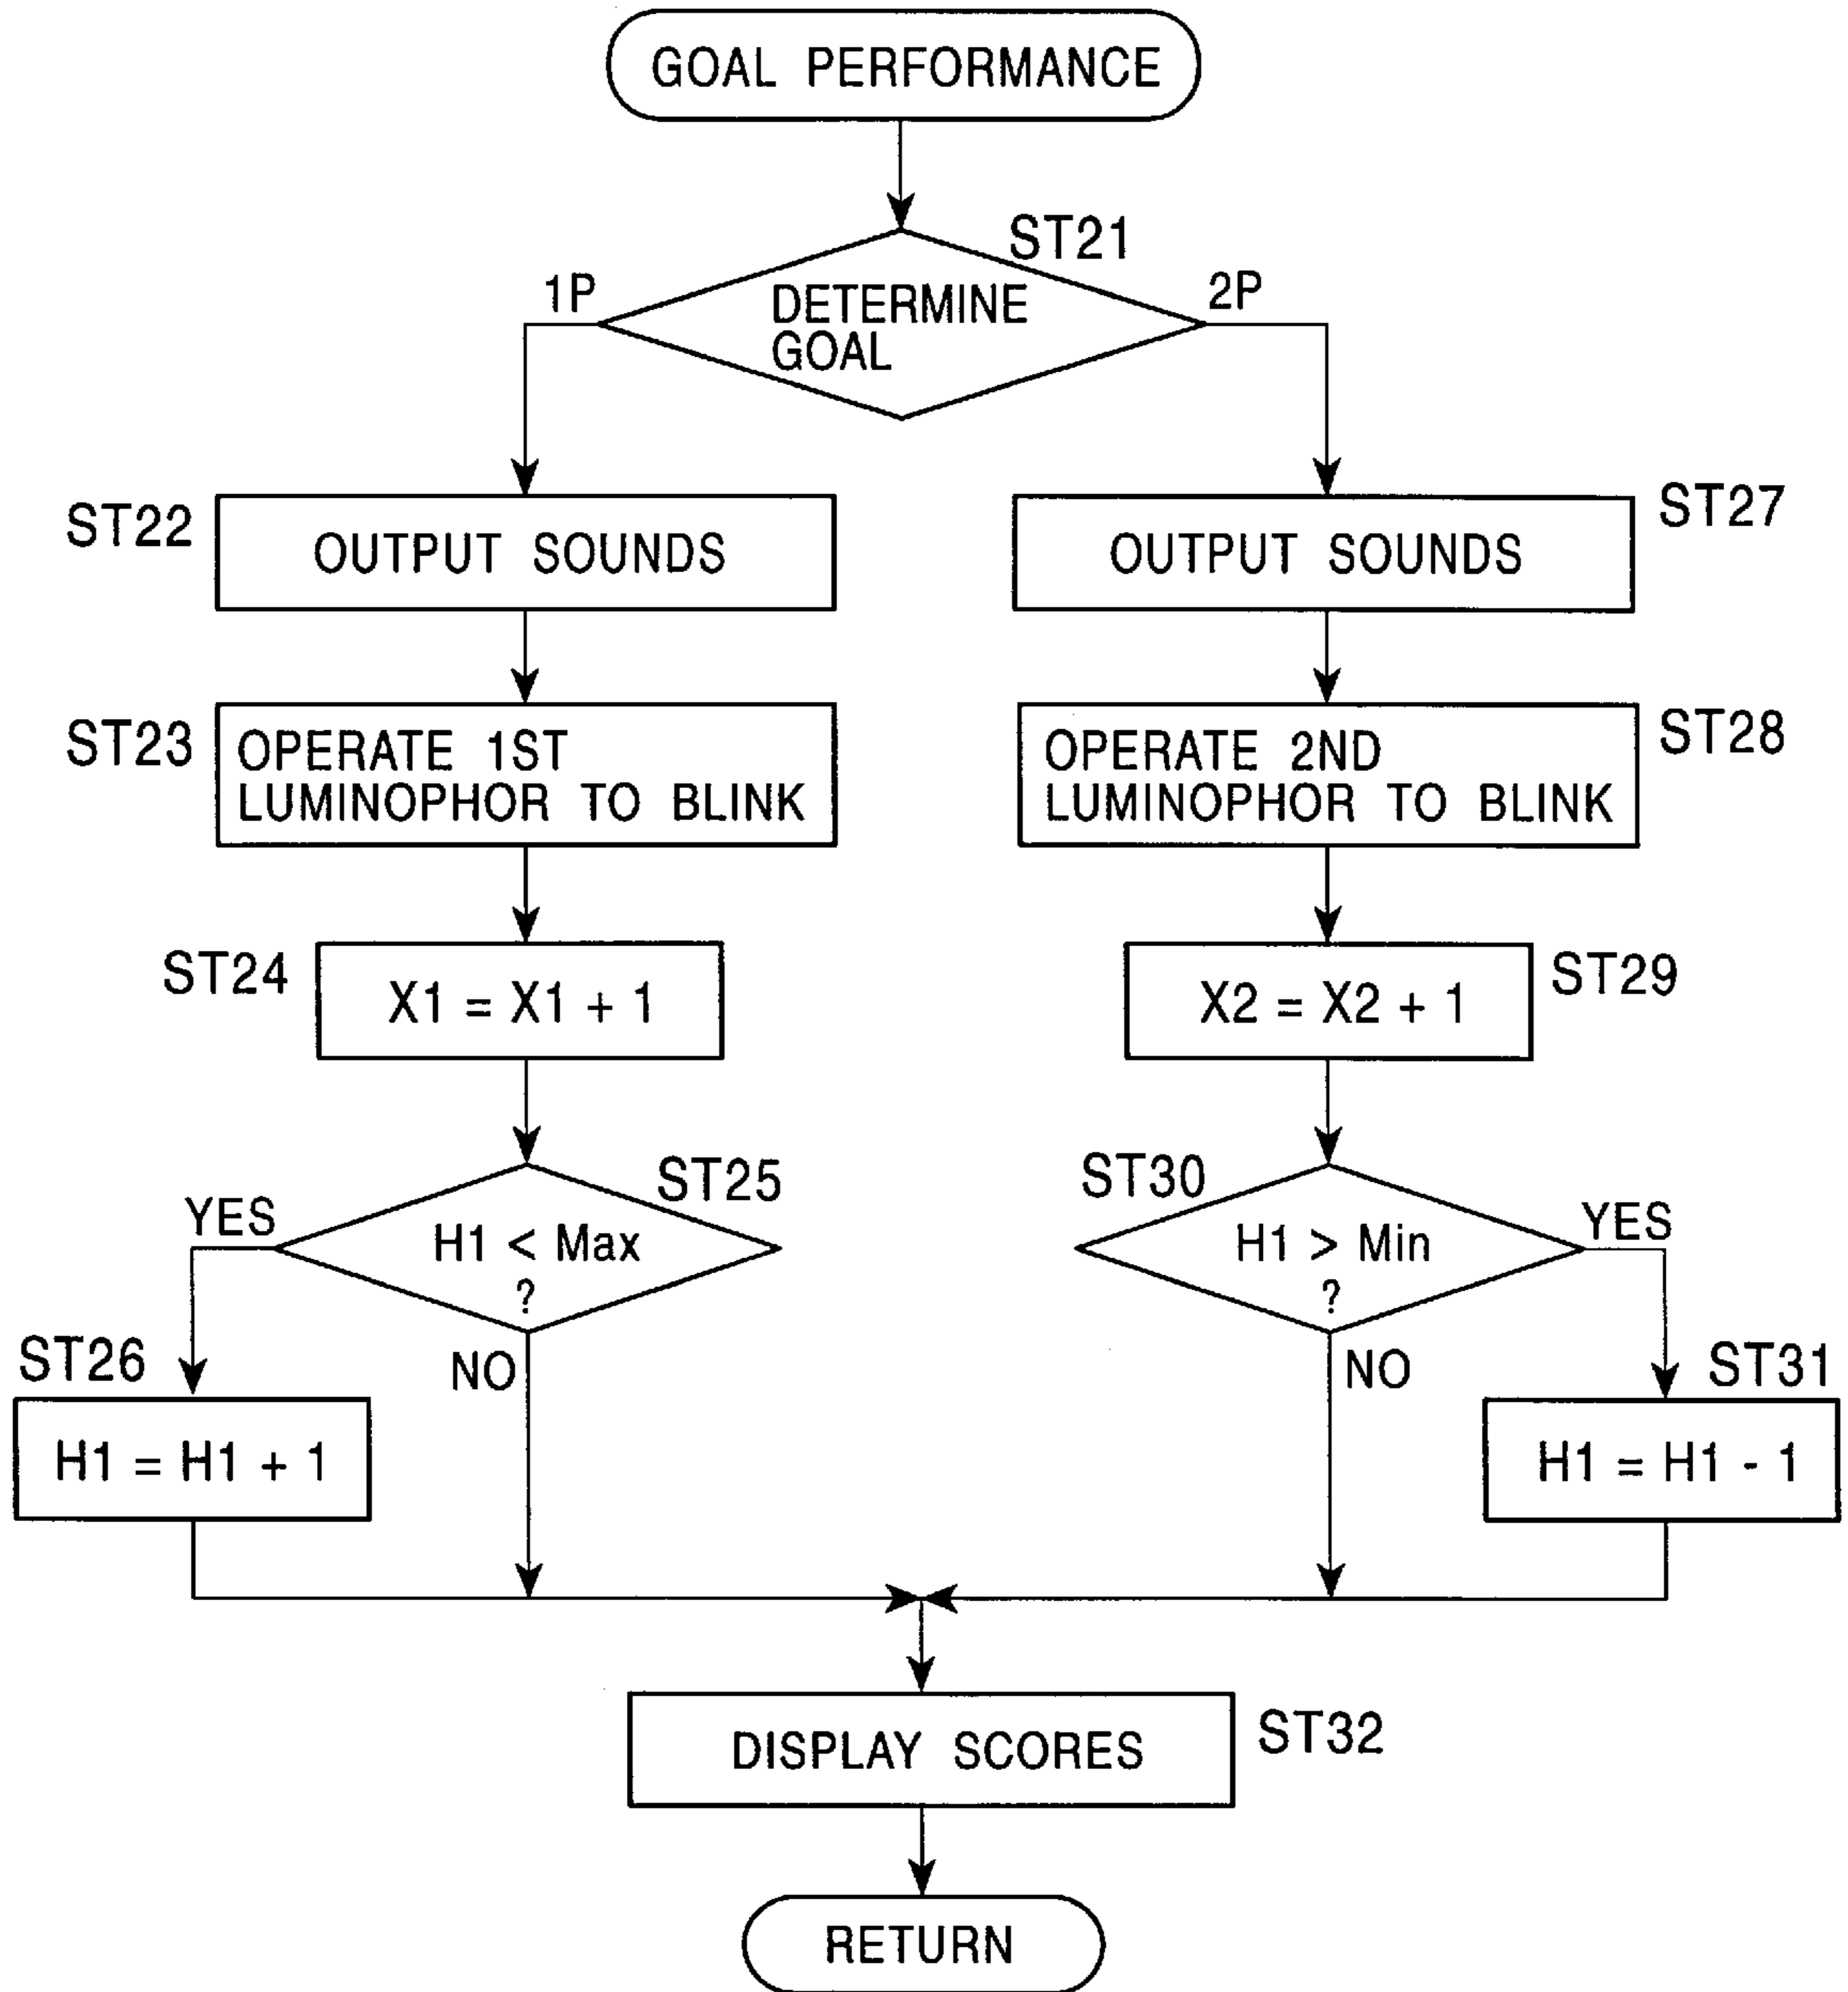 GOAL PERFORMANCE
ST21
1P
DETERMINE
GOAL
2P
ST22
OUTPUT SOUNDS
ST27
OUTPUT SOUNDS
ST23
OPERATE 1ST
LUMINOPHOR TO BLINK
ST28
OPERATE 2ND
LUMINOPHOR TO BLINK
ST24
X1 = X1 + 1
ST29
X2 = X2 + 1
ST25
YES
H1 < Max
?
NO
ST30
YES
H1 > Min
?
NO
ST26
H1 = H1 + 1
ST31
H1 = H1 - 1
ST32
DISPLAY SCORES
RETURN